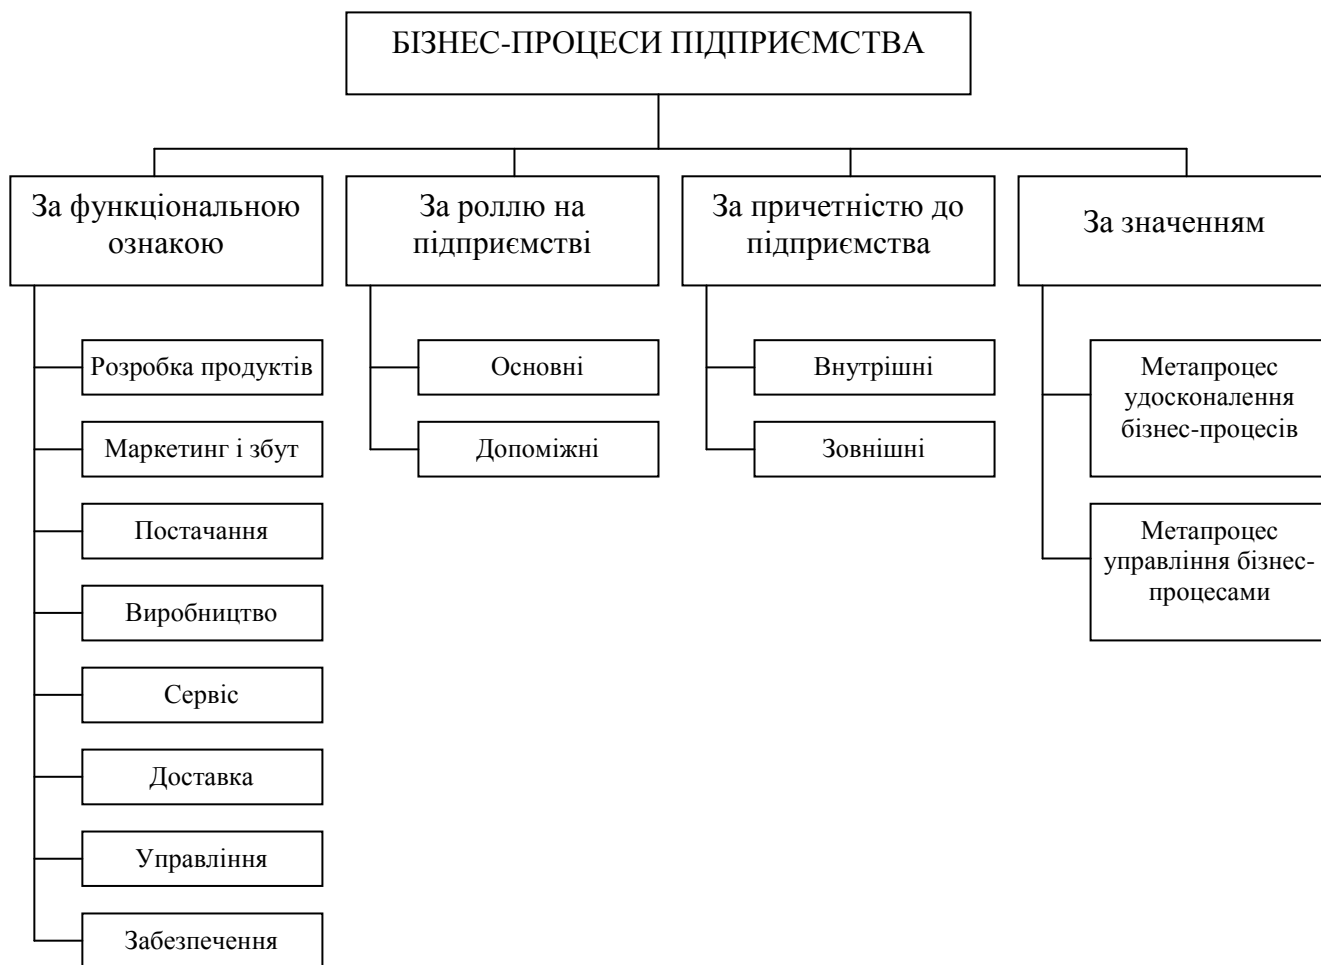 БІЗНЕС-ПРОЦЕСИ ПІДПРИЄМСТВА
За функціональною
ознакою
За роллю на
підприємстві
За причетністю до
підприємства
За значенням
Розробка продуктів
Маркетинг і збут
Постачання
Виробництво
Сервіс
Доставка
Управління
Забезпечення
Основні
Допоміжні
Внутрішні
Зовнішні
Метапроцес
удосконалення
бізнес-процесів
Метапроцес
управління бізнес-
процесами